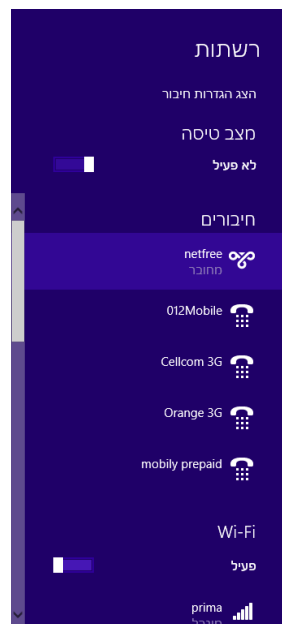 רשתות
הצג הגדרות חיבור
מצב טיסה
לא פעיל
חיבורים
netfree
מחובר
012Mobile
Cellcom 3G
Orange 3G
mobily prepaid
Wi-Fi
פעיל
prima
מוגבל